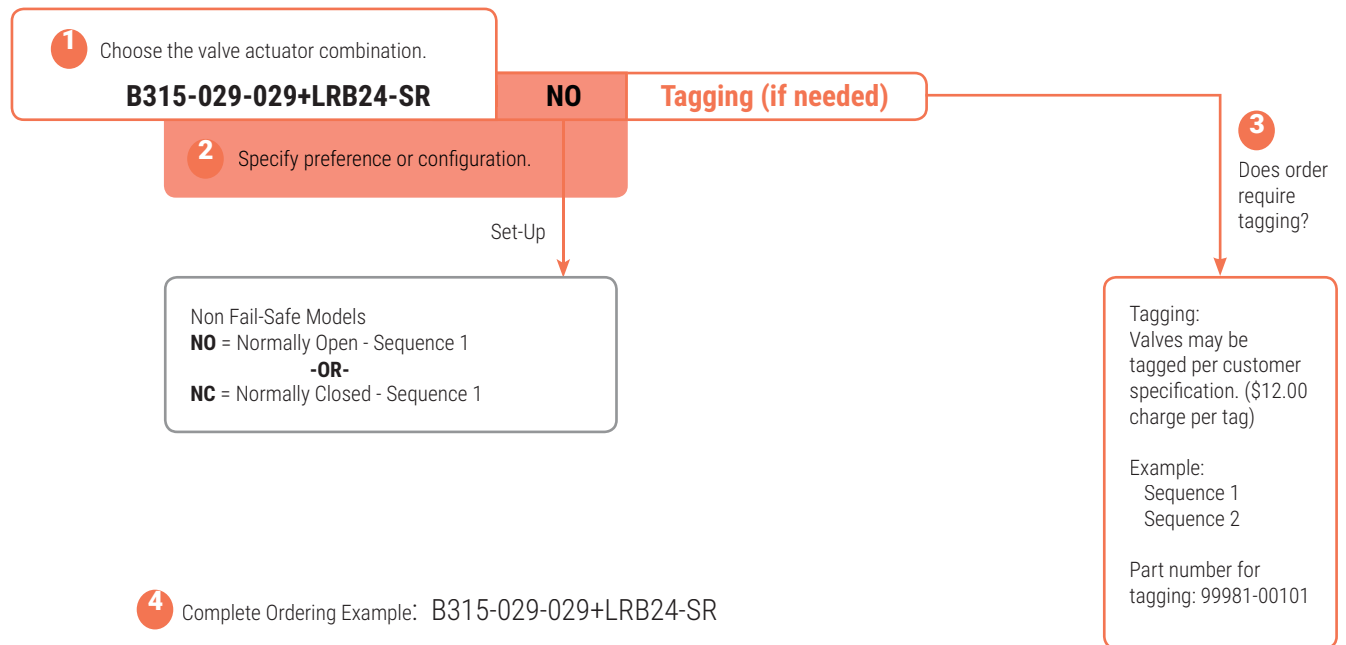 1 Choose the valve actuator combination.
B315-029-029+LRB24-SR NO Tagging (if needed)
2 Specify preference or configuration.
3
Does order
require
tagging?
Set-Up
Non Fail-Safe Models
NO = Normally Open - Sequence 1
-OR-
NC = Normally Closed - Sequence 1
Tagging:
Valves may be
tagged per customer
specification. ($12.00
charge per tag)
Example:
Sequence 1
Sequence 2
Part number for
tagging: 99981-00101
4 Complete Ordering Example: B315-029-029+LRB24-SR